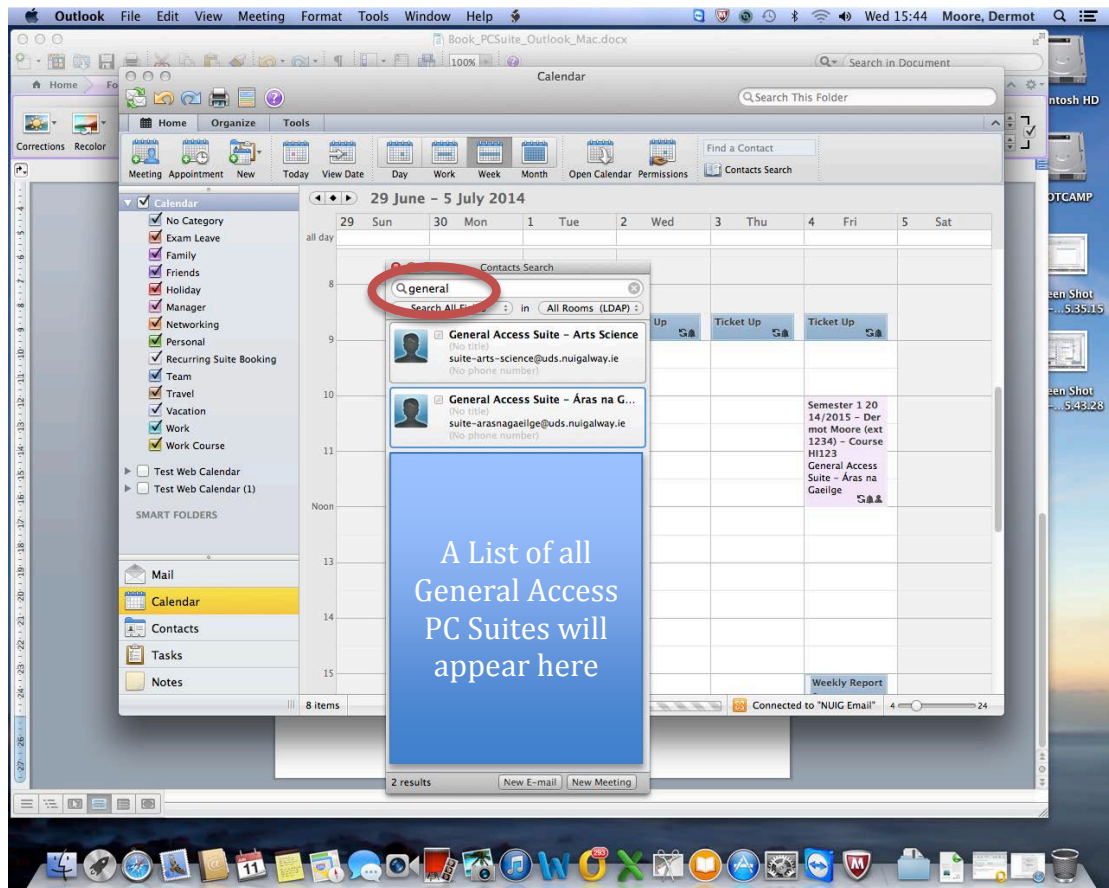 Outlook File Edit View Meeting Format Tools Window Help Wed 15:44 Moore, Dermot
Book_PCSuite_Outlook_Mac.docx
100%
Search in Document
Home
Calendar
Search This Folder
Corrections Recolor
Home Organize Tools
Meeting Appointment New Today View Date Day Work Week Month Open Calendar Permissions
Find a Contact
Contacts Search
Calendar
No Category
Exam Leave
Family
Friends
Holiday
Manager
Networking
Personal
Recurring Suite Booking
Team
Travel
Vacation
Work
Work Course
Test Web Calendar
Test Web Calendar (1)
SMART FOLDERS
Mail
Calendar
Contacts
Tasks
Notes
29 June – 5 July 2014
29 Sun 30 Mon 1 Tue 2 Wed 3 Thu 4 Fri 5 Sat
all day
8
9
10
11
Noon
13
14
15
Contacts Search
general
Search All in All Rooms (LDAP)
General Access Suite – Arts Science
(No title)
suite-arts-science@uds.nuigalway.ie
(No phone number)
General Access Suite – Áras na G...
(No title)
suite-arasnagaeilge@uds.nuigalway.ie
(No phone number)
A List of all
General Access
PC Suites will
appear here
2 results New E-mail New Meeting
Up
Ticket Up
Ticket Up
Semester 1 20
14/2015 – Der
mot Moore (ext
1234) – Course
HI123
General Access
Suite – Áras na
Gaeilge
Weekly Report
8 items
Connected to "NUIG Email" 4 24
ntosh HD
OTCAMP
een Shot
...5.35.15
een Shot
...5.43.28
JUN
11
293